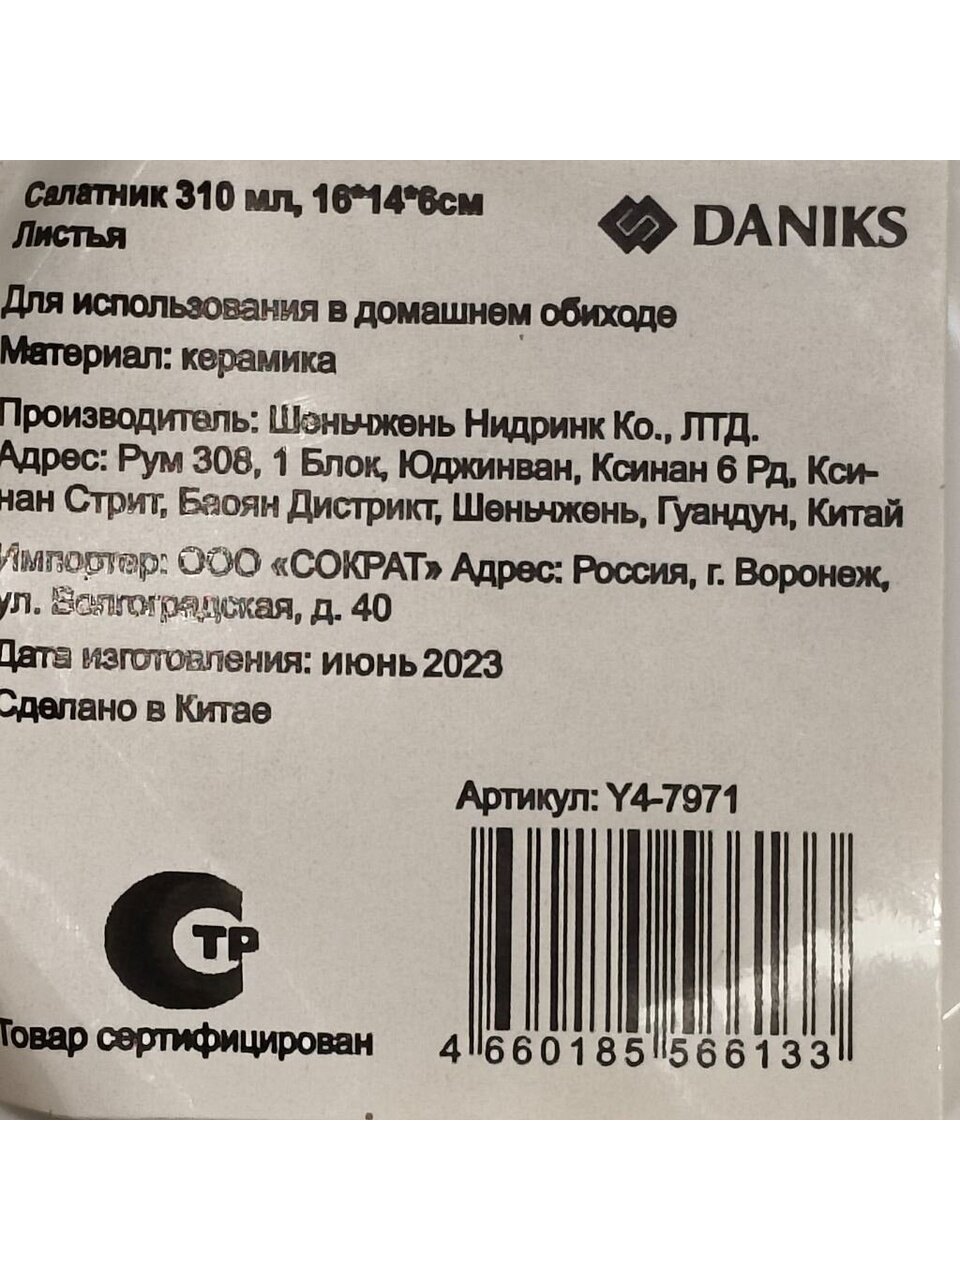 Салатник 310 мл, 16*14*6см
Листья
DANIKS
Для использования в домашнем обиходе
Материал: керамика
Производитель: Шеньчжень Нидринк Ко., ЛТД.
Адрес: Рум 308, 1 Блок, Юджинван, Ксинан 6 Рд, Кси-
нан Стрит, Баоян Дистрикт, Шеньчжень, Гуандун, Китай
Импортер: ООО «СОКРАТ» Адрес: Россия, г. Воронеж,
ул. Волгоградская, д. 40
Дата изготовления: июнь 2023
Сделано в Китае
Артикул: Y4-7971
СТР
Товар сертифицирован
4 660185 566133